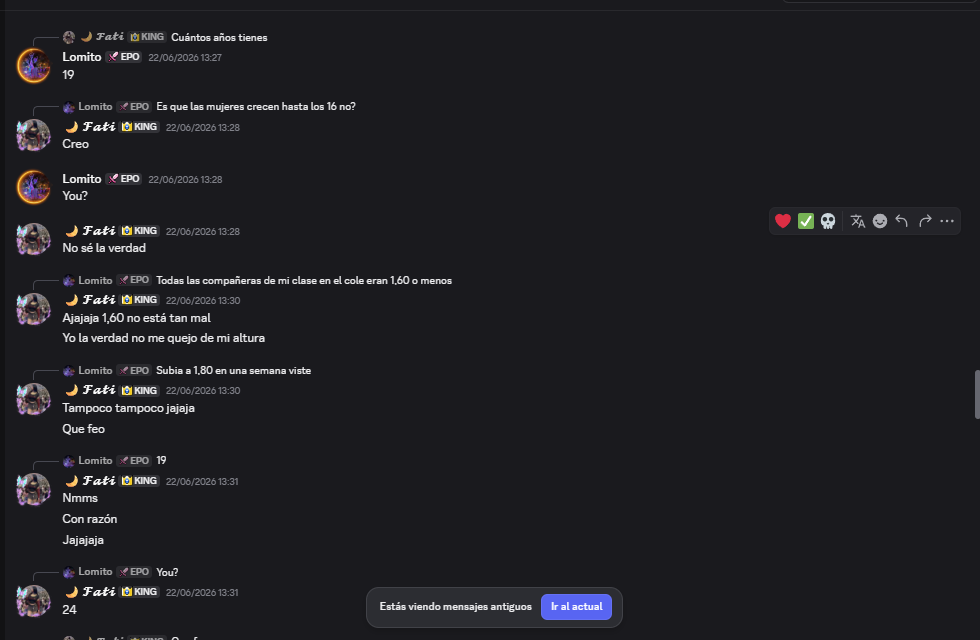 Fati KING Cuántos años tienes
Lomito EPO 22/06/2026 13:27
19
Lomito EPO Es que las mujeres crecen hasta los 16 no?
Fati KING 22/06/2026 13:28
Creo
Lomito EPO 22/06/2026 13:28
You?
Fati KING 22/06/2026 13:28
No sé la verdad
Lomito EPO Todas las compañeras de mi clase en el cole eran 1,60 o menos
Fati KING 22/06/2026 13:30
Ajajaja 1,60 no está tan mal
Yo la verdad no me quejo de mi altura
Lomito EPO Subia a 1,80 en una semana viste
Fati KING 22/06/2026 13:30
Tampoco tampoco jajaja
Que feo
Lomito EPO 19
Fati KING 22/06/2026 13:31
Nmms
Con razón
Jajajaja
Lomito EPO You?
Fati KING 22/06/2026 13:31
24
Estás viendo mensajes antiguos Ir al actual